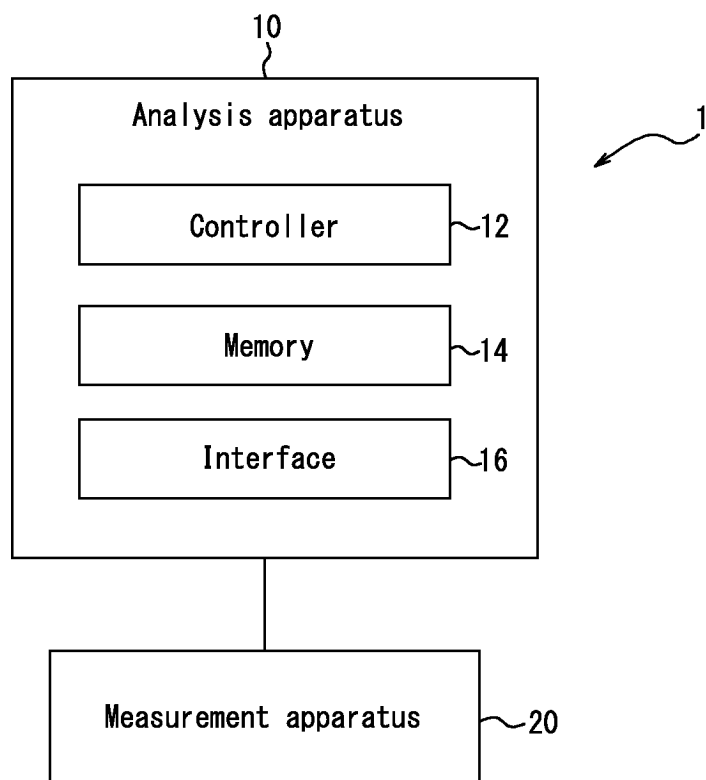 10
Analysis apparatus
1
Controller
12
Memory
14
Interface
16
Measurement apparatus
20